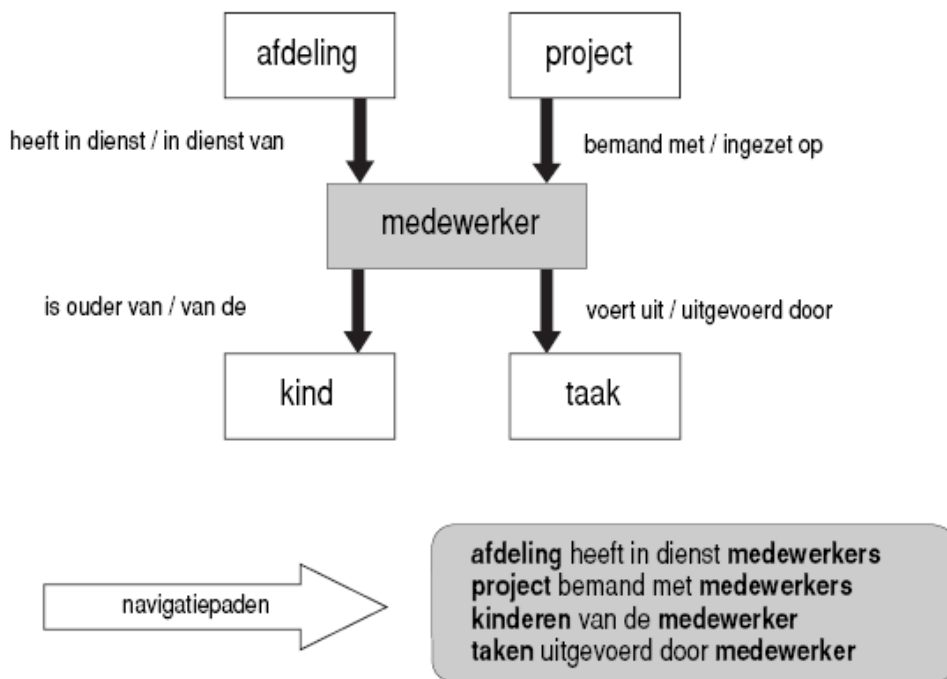 afdeling
project
heeft in dienst / in dienst van
bemand met / ingezet op
medewerker
is ouder van / van de
voert uit / uitgevoerd door
kind
taak
navigatiepaden
afdeling heeft in dienst medewerkers
project bemand met medewerkers
kinderen van de medewerker
taken uitgevoerd door medewerker